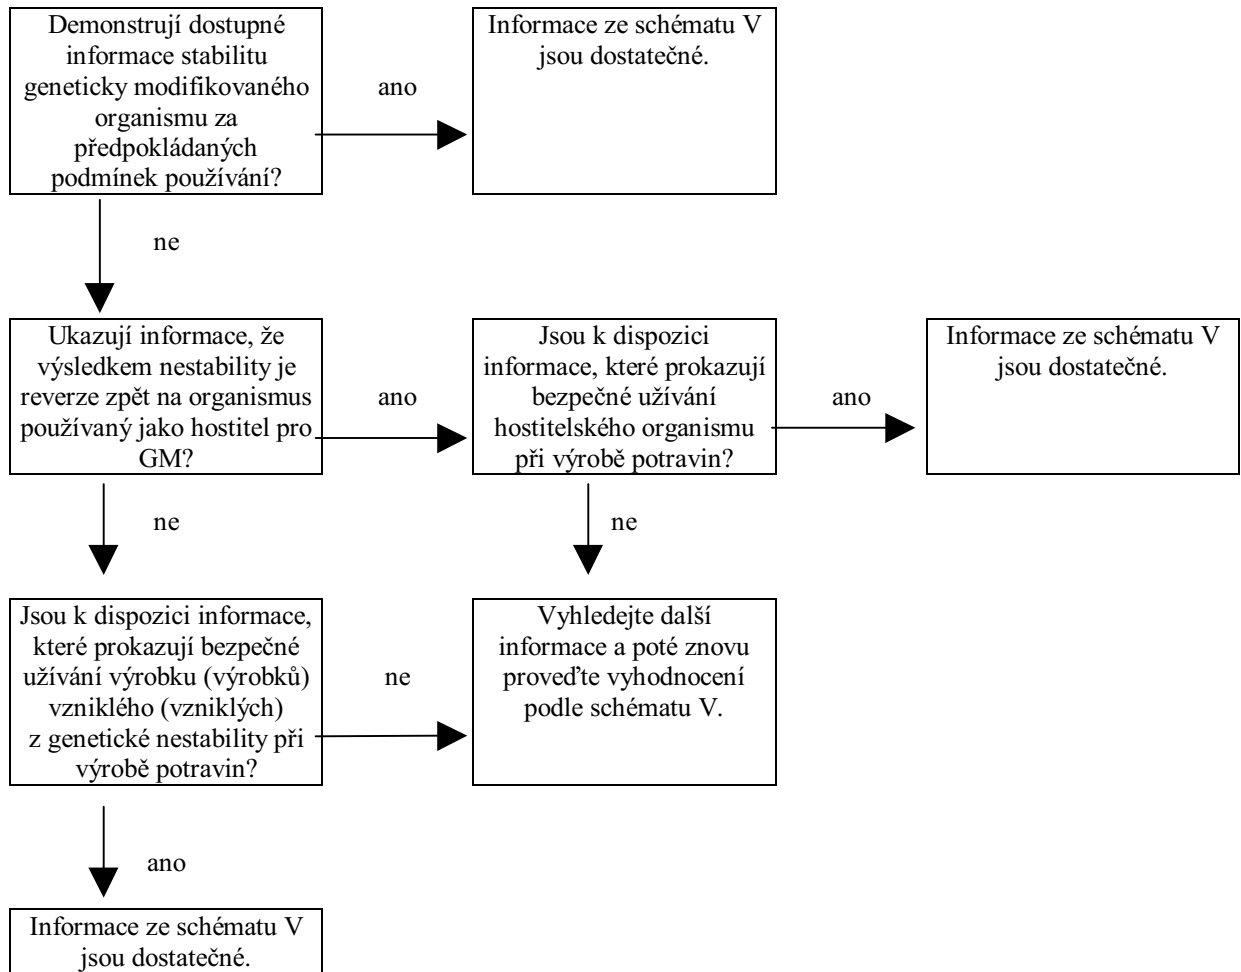 Demonstrují dostupné
informace stabilitu
geneticky modifikovaného
organismu za
předpokládaných
podmínek používání?
ano
Informace ze schématu V
jsou dostatečné.
ne
Ukazují informace, že
výsledkem nestability je
reverze zpět na organismus
používaný jako hostitel pro
GM?
ano
Jsou k dispozici
informace, které prokazují
bezpečné užívání
hostitelského organismu
při výrobě potravin?
ano
Informace ze schématu V
jsou dostatečné.
ne
ne
Jsou k dispozici informace,
které prokazují bezpečné
užívání výrobku (výrobků)
vzniklého (vzniklých)
z genetické nestability při
výrobě potravin?
ne
Vyhledejte další
informace a poté znovu
proveďte vyhodnocení
podle schématu V.
ano
Informace ze schématu V
jsou dostatečné.